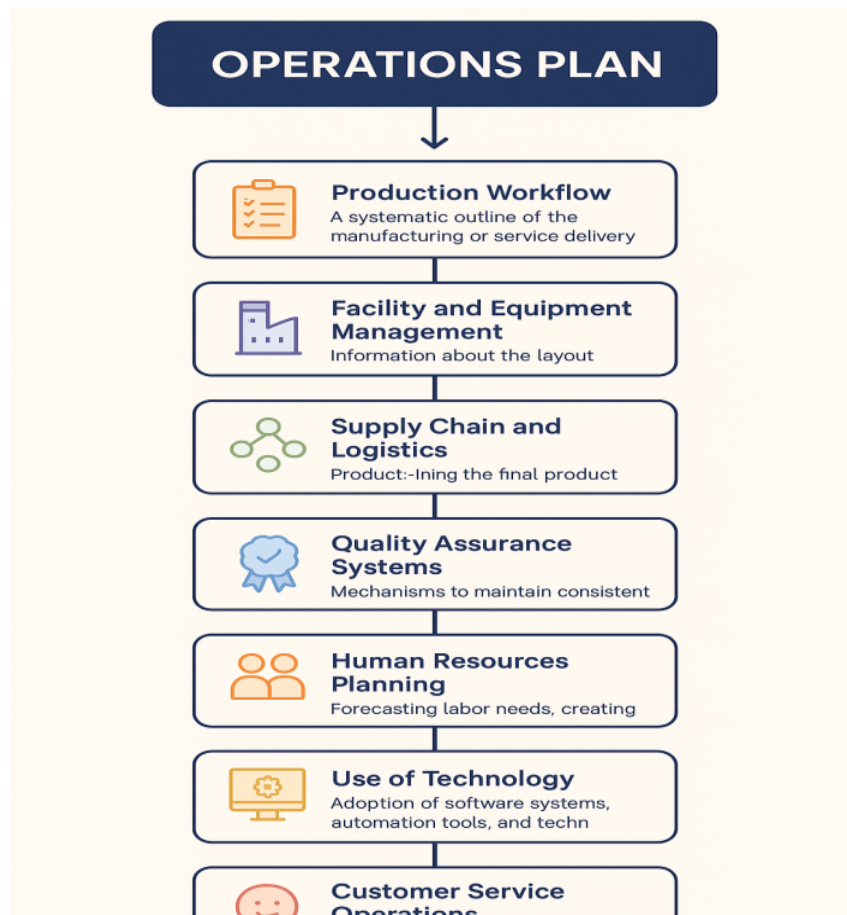 OPERATIONS PLAN
Production Workflow
A systematic outline of the
manufacturing or service delivery
Facility and Equipment
Management
Information about the layout
Supply Chain and
Logistics
Product:-Ining the final product
Quality Assurance
Systems
Mechanisms to maintain consistent
Human Resources
Planning
Forecasting labor needs, creating
Use of Technology
Adoption of software systems,
automation tools, and techn
Customer Service
Operations